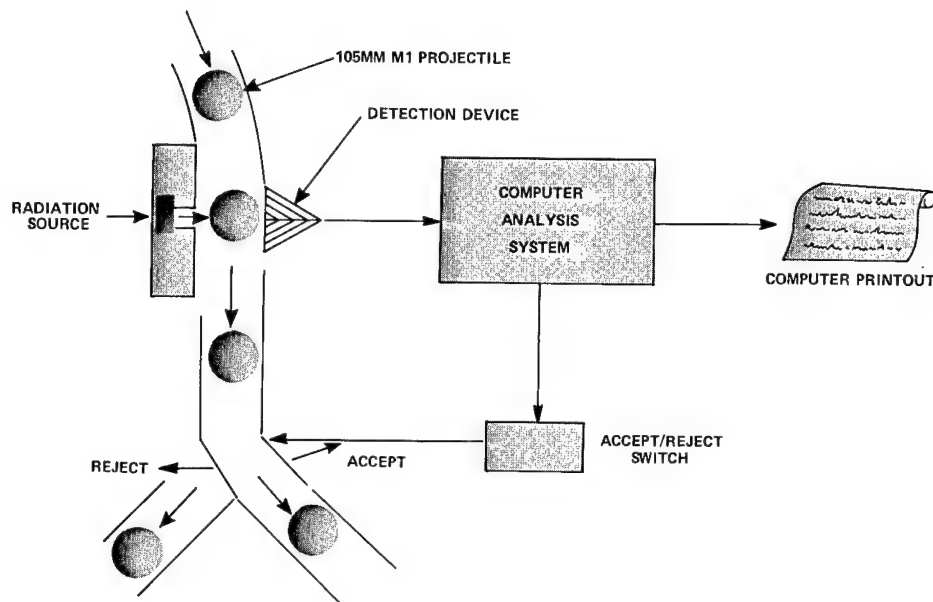 105MM M1 PROJECTILE
DETECTION DEVICE
RADIATION
SOURCE
COMPUTER
ANALYSIS
SYSTEM
COMPUTER PRINTOUT
ACCEPT/REJECT
SWITCH
REJECT
ACCEPT